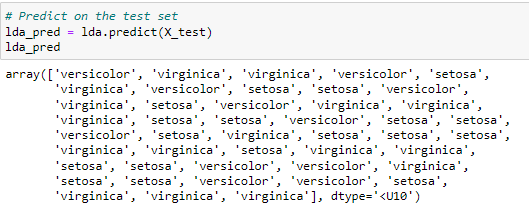 # Predict on the test set
lda_pred = lda.predict(X_test)
lda_pred
array(['versicolor', 'virginica', 'virginica', 'versicolor', 'setosa',
'virginica', 'versicolor', 'setosa', 'setosa', 'versicolor',
'virginica', 'setosa', 'versicolor', 'virginica', 'virginica',
'virginica', 'setosa', 'setosa', 'versicolor', 'setosa', 'setosa',
'versicolor', 'setosa', 'virginica', 'setosa', 'setosa', 'setosa',
'virginica', 'virginica', 'setosa', 'virginica', 'virginica',
'setosa', 'setosa', 'versicolor', 'versicolor', 'virginica',
'setosa', 'setosa', 'versicolor', 'versicolor', 'setosa',
'virginica', 'virginica', 'virginica'], dtype='<U10')